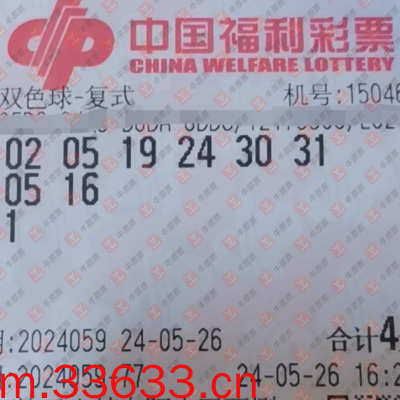 中国福利彩票
CHINA WELFARE LOTTERY
双色球-复式 机号:15046
02 05 19 24 30 31
05 16
1
:2024059 24-05-26 合计4
:2024059 77 24-05-26 16:2
m.33633.cn